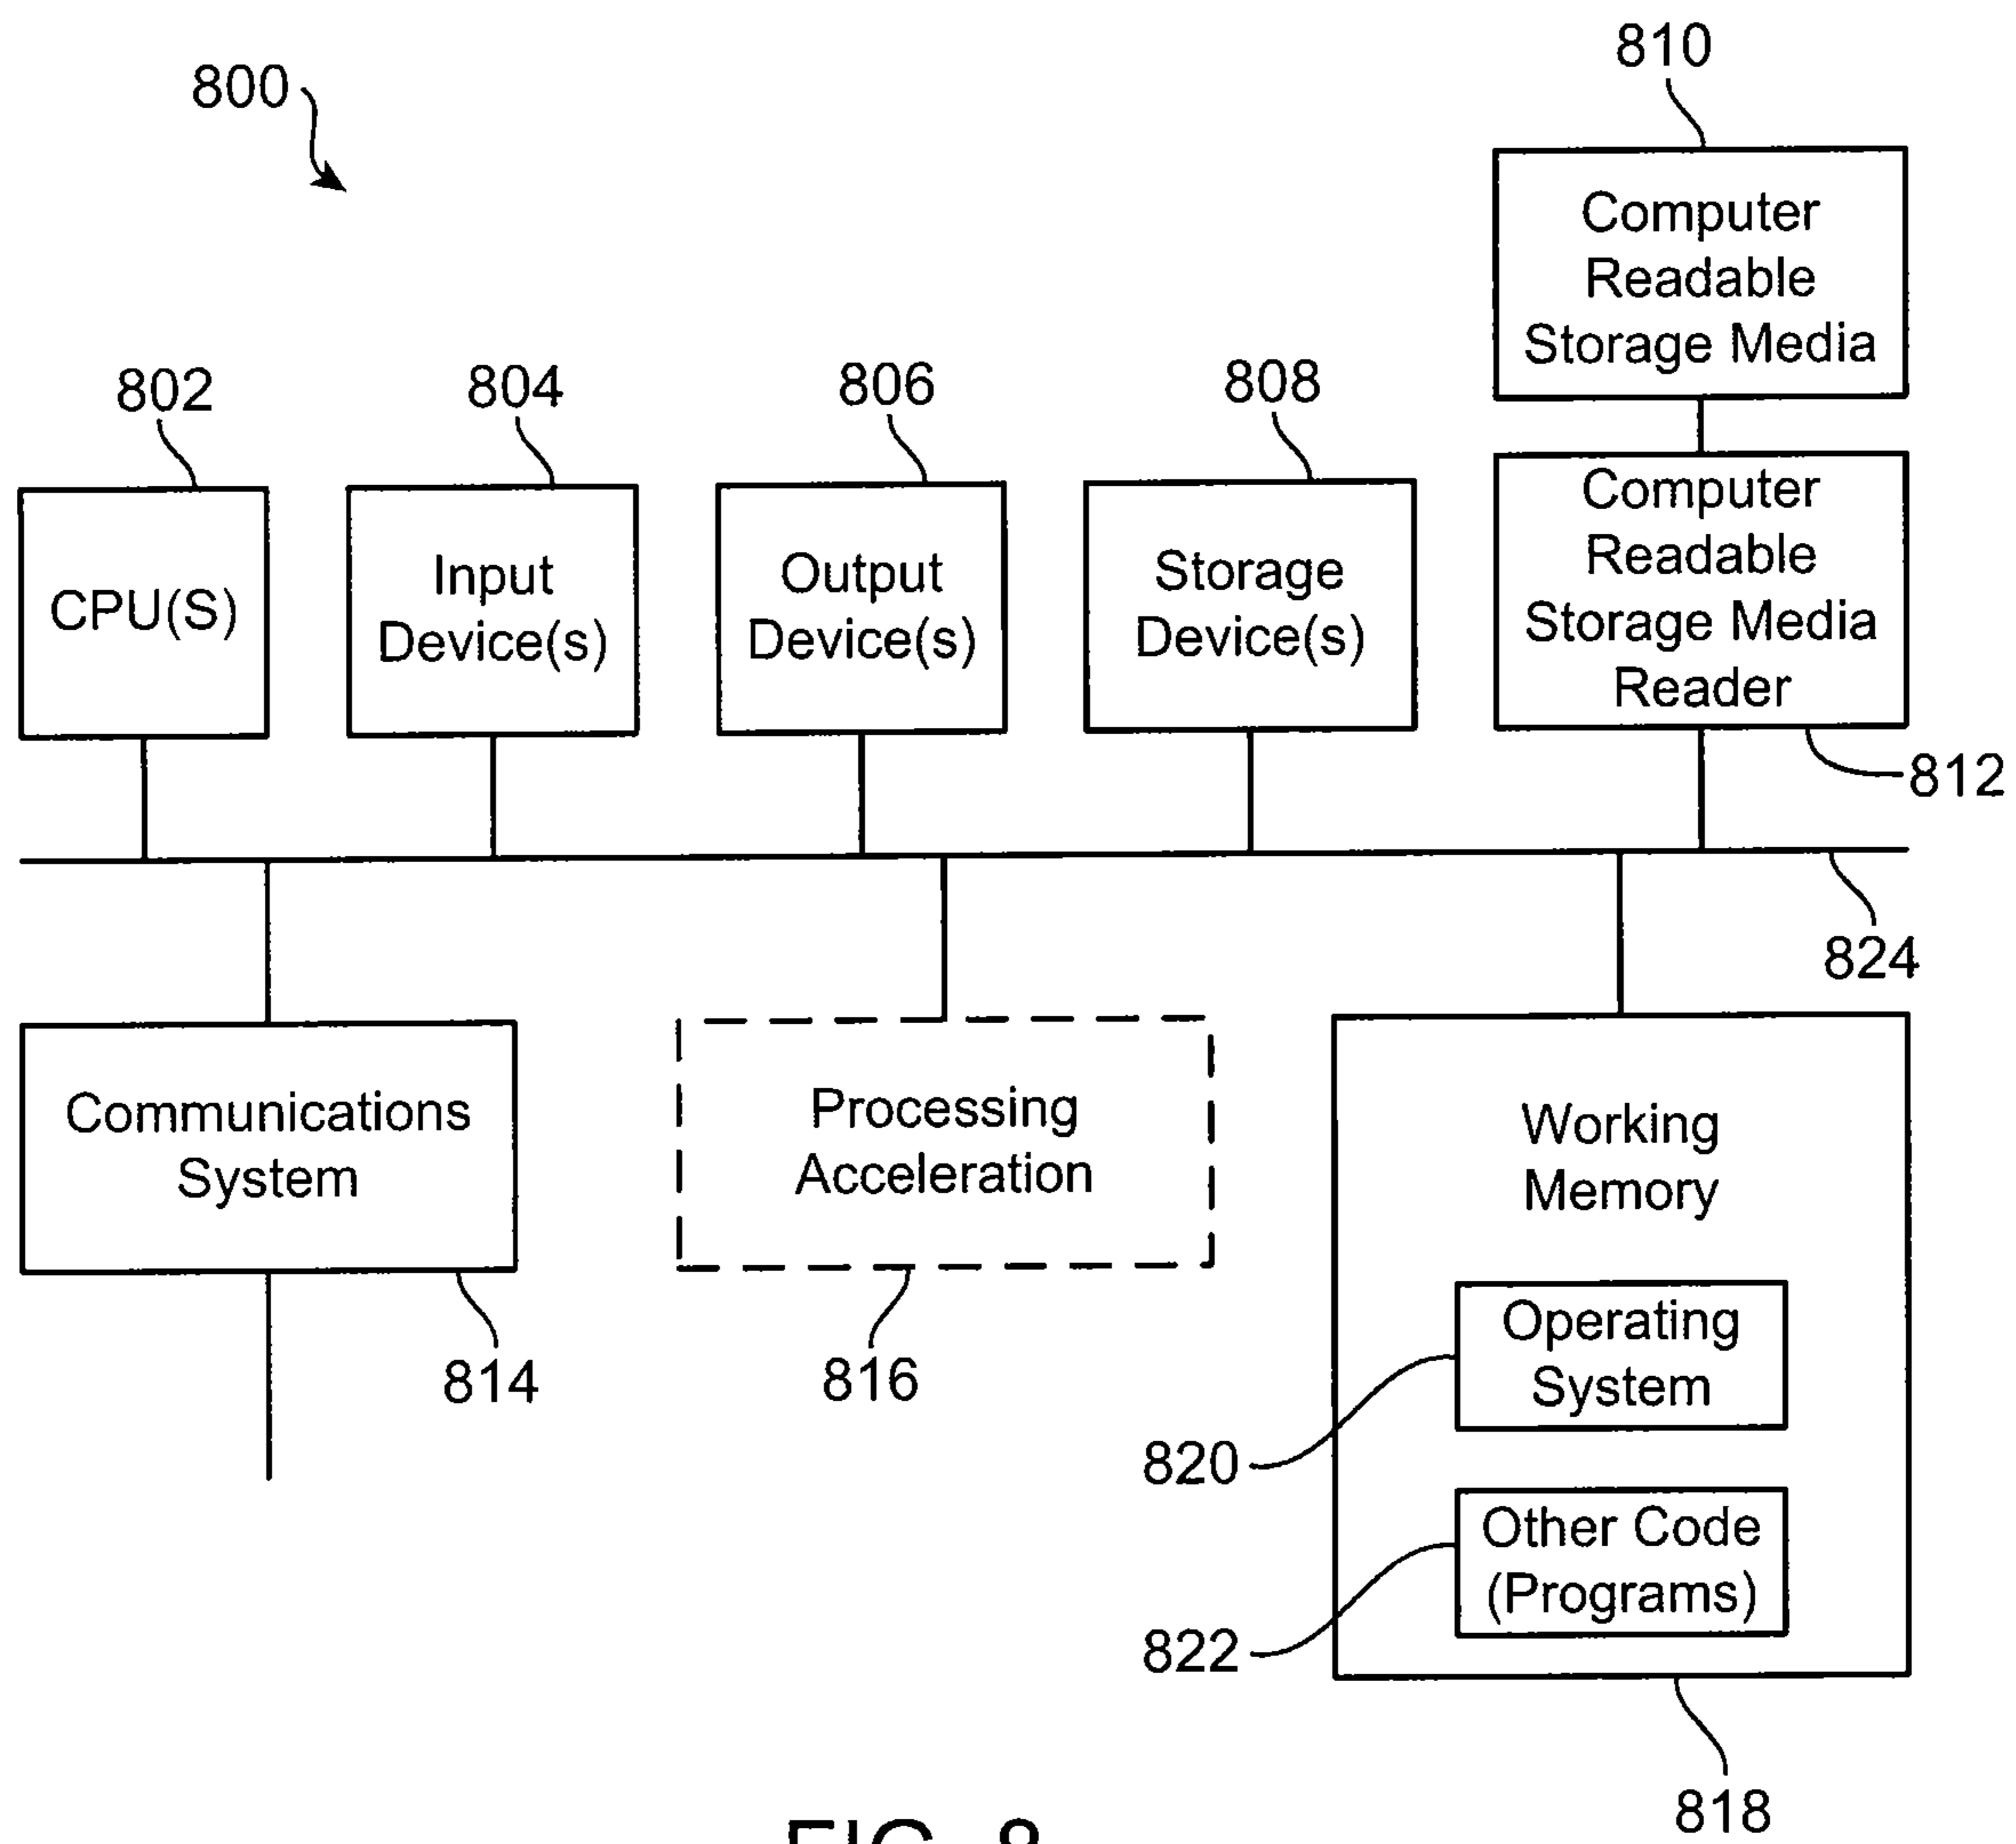 800
810
Computer
Readable
Storage Media
802
804
806
808
CPU(S)
Input
Device(s)
Output
Device(s)
Storage
Device(s)
Computer
Readable
Storage Media
Reader
812
824
Communications
System
814
Processing
Acceleration
816
Working
Memory
Operating
System
820
Other Code
(Programs)
822
818
FIG. 8